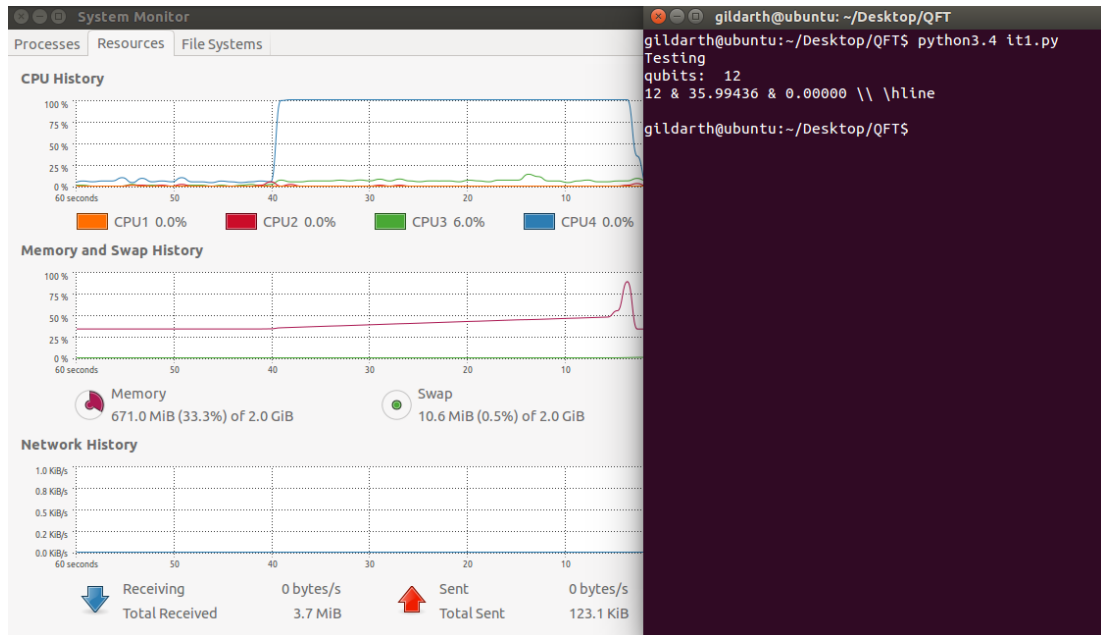 System Monitor
Processes Resources File Systems
CPU History
100 %
75 %
50 %
25 %
0 %
60 seconds 50 40 30 20 10
CPU1 0.0% CPU2 0.0% CPU3 6.0% CPU4 0.0%
Memory and Swap History
100 %
75 %
50 %
25 %
0 %
60 seconds 50 40 30 20 10
Memory
671.0 MiB (33.3%) of 2.0 GiB
Swap
10.6 MiB (0.5%) of 2.0 GiB
Network History
1.0 KiB/s
0.8 KiB/s
0.5 KiB/s
0.2 KiB/s
0.0 KiB/s
60 seconds 50 40 30 20 10
Receiving 0 bytes/s
Total Received 3.7 MiB
Sent 0 bytes/s
Total Sent 123.1 KiB
gildarth@ubuntu: ~/Desktop/QFT
gildarth@ubuntu:~/Desktop/QFT$ python3.4 it1.py
Testing
qubits:  12
12 & 35.99436 & 0.00000 \\ \hline
gildarth@ubuntu:~/Desktop/QFT$